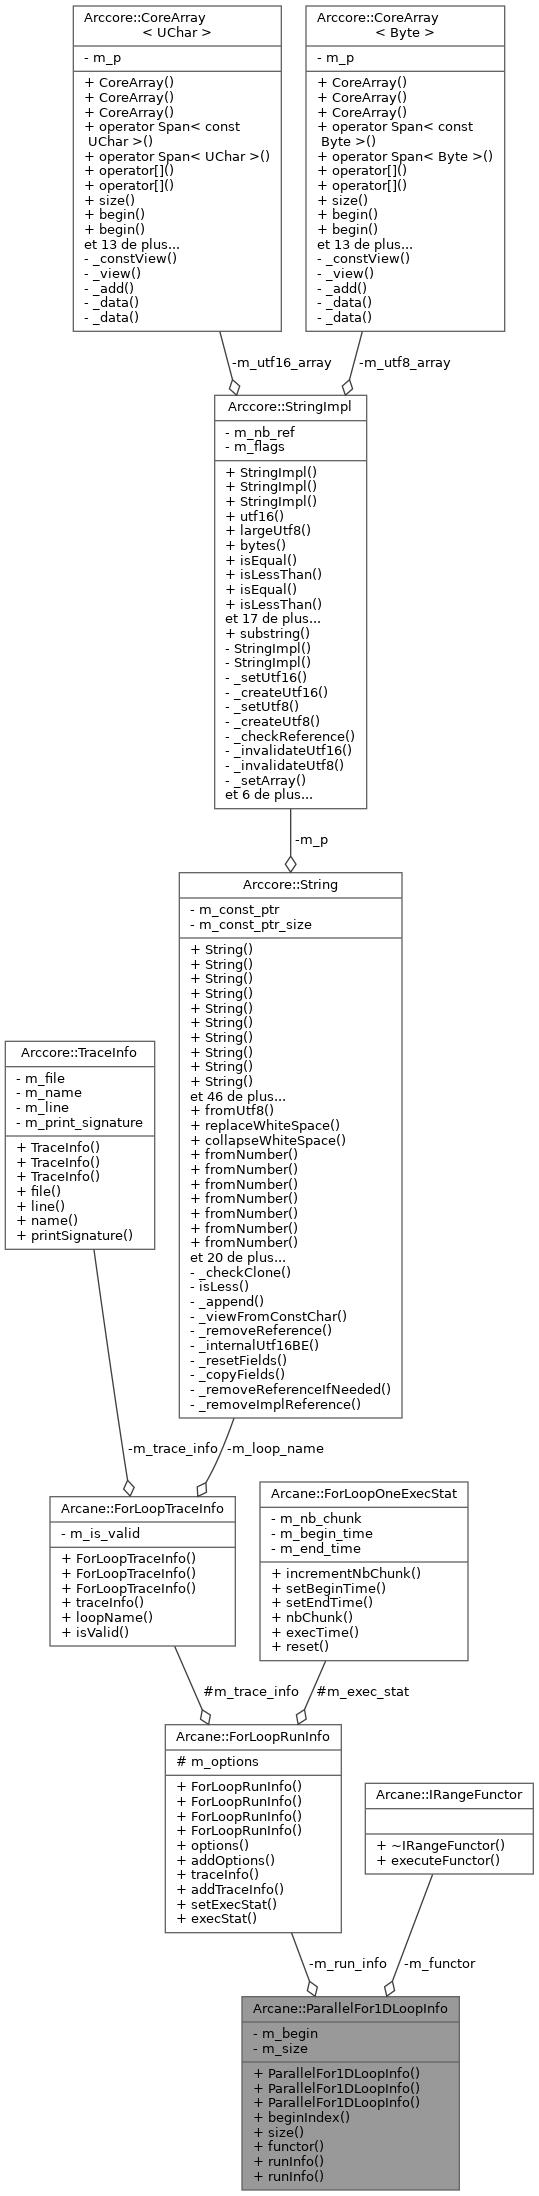 Arccore::CoreArray
< UChar >
- m_p
+ CoreArray()
+ CoreArray()
+ CoreArray()
+ operator Span< const
UChar >()
+ operator Span< UChar >()
+ operator[]()
+ operator[]()
+ size()
+ begin()
+ begin()
et 13 de plus...
- _constView()
- _view()
- _add()
- _data()
- _data()
Arccore::CoreArray
< Byte >
- m_p
+ CoreArray()
+ CoreArray()
+ CoreArray()
+ operator Span< const
Byte >()
+ operator Span< Byte >()
+ operator[]()
+ operator[]()
+ size()
+ begin()
+ begin()
et 13 de plus...
- _constView()
- _view()
- _add()
- _data()
- _data()
-m_utf16_array
-m_utf8_array
Arccore::StringImpl
- m_nb_ref
- m_flags
+ StringImpl()
+ StringImpl()
+ StringImpl()
+ utf16()
+ largeUtf8()
+ bytes()
+ isEqual()
+ isLessThan()
+ isEqual()
+ isLessThan()
et 17 de plus...
+ substring()
- StringImpl()
- StringImpl()
- _setUtf16()
- _createUtf16()
- _setUtf8()
- _createUtf8()
- _checkReference()
- _invalidateUtf16()
- _invalidateUtf8()
- _setArray()
et 6 de plus...
-m_p
Arccore::String
- m_const_ptr
- m_const_ptr_size
+ String()
+ String()
+ String()
+ String()
+ String()
+ String()
+ String()
+ String()
+ String()
+ String()
et 46 de plus...
+ fromUtf8()
+ replaceWhiteSpace()
+ collapseWhiteSpace()
+ fromNumber()
+ fromNumber()
+ fromNumber()
+ fromNumber()
+ fromNumber()
+ fromNumber()
+ fromNumber()
et 20 de plus...
- _checkClone()
- isLess()
- _append()
- _viewFromConstChar()
- _removeReference()
- _internalUtf16BE()
- _resetFields()
- _copyFields()
- _removeReferenceIfNeeded()
- _removeImplReference()
Arccore::TraceInfo
- m_file
- m_name
- m_line
- m_print_signature
+ TraceInfo()
+ TraceInfo()
+ TraceInfo()
+ file()
+ line()
+ name()
+ printSignature()
-m_trace_info
-m_loop_name
Arcane::ForLoopTraceInfo
- m_is_valid
+ ForLoopTraceInfo()
+ ForLoopTraceInfo()
+ ForLoopTraceInfo()
+ traceInfo()
+ loopName()
+ isValid()
Arcane::ForLoopOneExecStat
- m_nb_chunk
- m_begin_time
- m_end_time
+ incrementNbChunk()
+ setBeginTime()
+ setEndTime()
+ nbChunk()
+ execTime()
+ reset()
#m_trace_info
#m_exec_stat
Arcane::ForLoopRunInfo
# m_options
+ ForLoopRunInfo()
+ ForLoopRunInfo()
+ ForLoopRunInfo()
+ ForLoopRunInfo()
+ options()
+ addOptions()
+ traceInfo()
+ addTraceInfo()
+ setExecStat()
+ execStat()
Arcane::IRangeFunctor
+ ~IRangeFunctor()
+ executeFunctor()
-m_run_info
-m_functor
Arcane::ParallelFor1DLoopInfo
- m_begin
- m_size
+ ParallelFor1DLoopInfo()
+ ParallelFor1DLoopInfo()
+ ParallelFor1DLoopInfo()
+ beginIndex()
+ size()
+ functor()
+ runInfo()
+ runInfo()